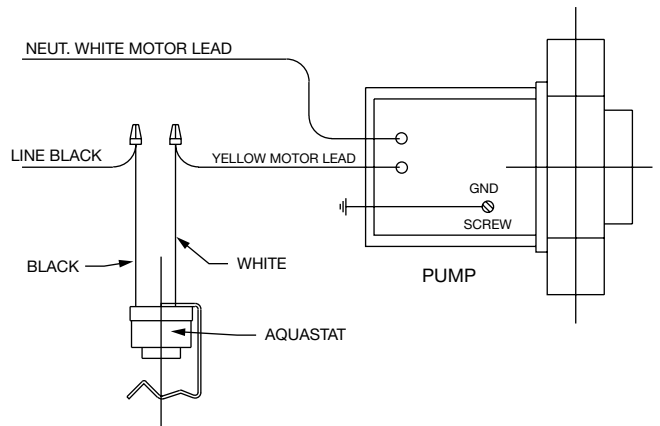 NEUT. WHITE MOTOR LEAD
LINE BLACK
YELLOW MOTOR LEAD
GND
SCREW
BLACK
WHITE
PUMP
AQUASTAT